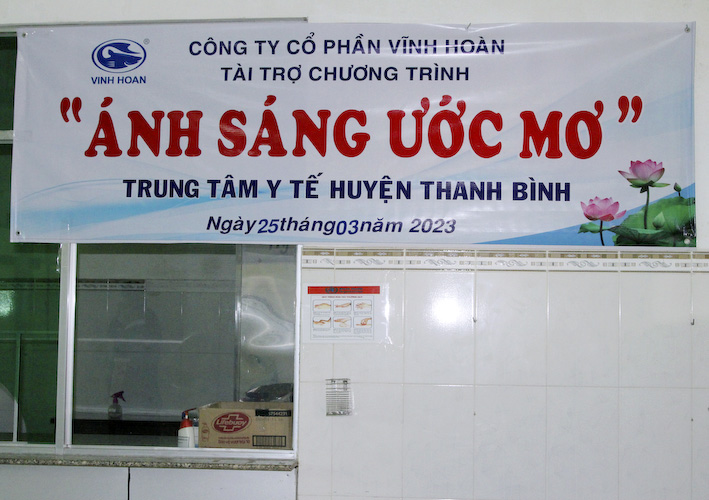 VINH HOAN
CÔNG TY CỔ PHẦN VĨNH HOÀN
TÀI TRỢ CHƯƠNG TRÌNH
“ÁNH SÁNG ƯỚC MƠ”
TRUNG TÂM Y TẾ HUYỆN THANH BÌNH
Ngày 25 tháng 03 năm 2023
Lifebuoy